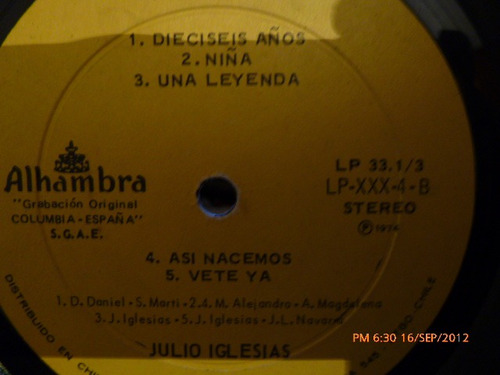 1. DIECISEIS AÑOS
2. NIÑA
3. UNA LEYENDA
Alhambra
"Grabación Original
COLUMBIA-ESPAÑA"
S.G.A.E.
LP 33.1/3
LP-XXX-4-B
STEREO
Ⓟ 1974
4. ASI NACEMOS
5. VETE YA
1.D. Daniel-S. Marti-2.4. M. Alejandro-A. Magdalena
3.J. Iglesias-5.J. Iglesias-J.L. Navarro
JULIO IGLESIAS
DISTRIBUIDO EN
PM 6:30 16/SEP/2012